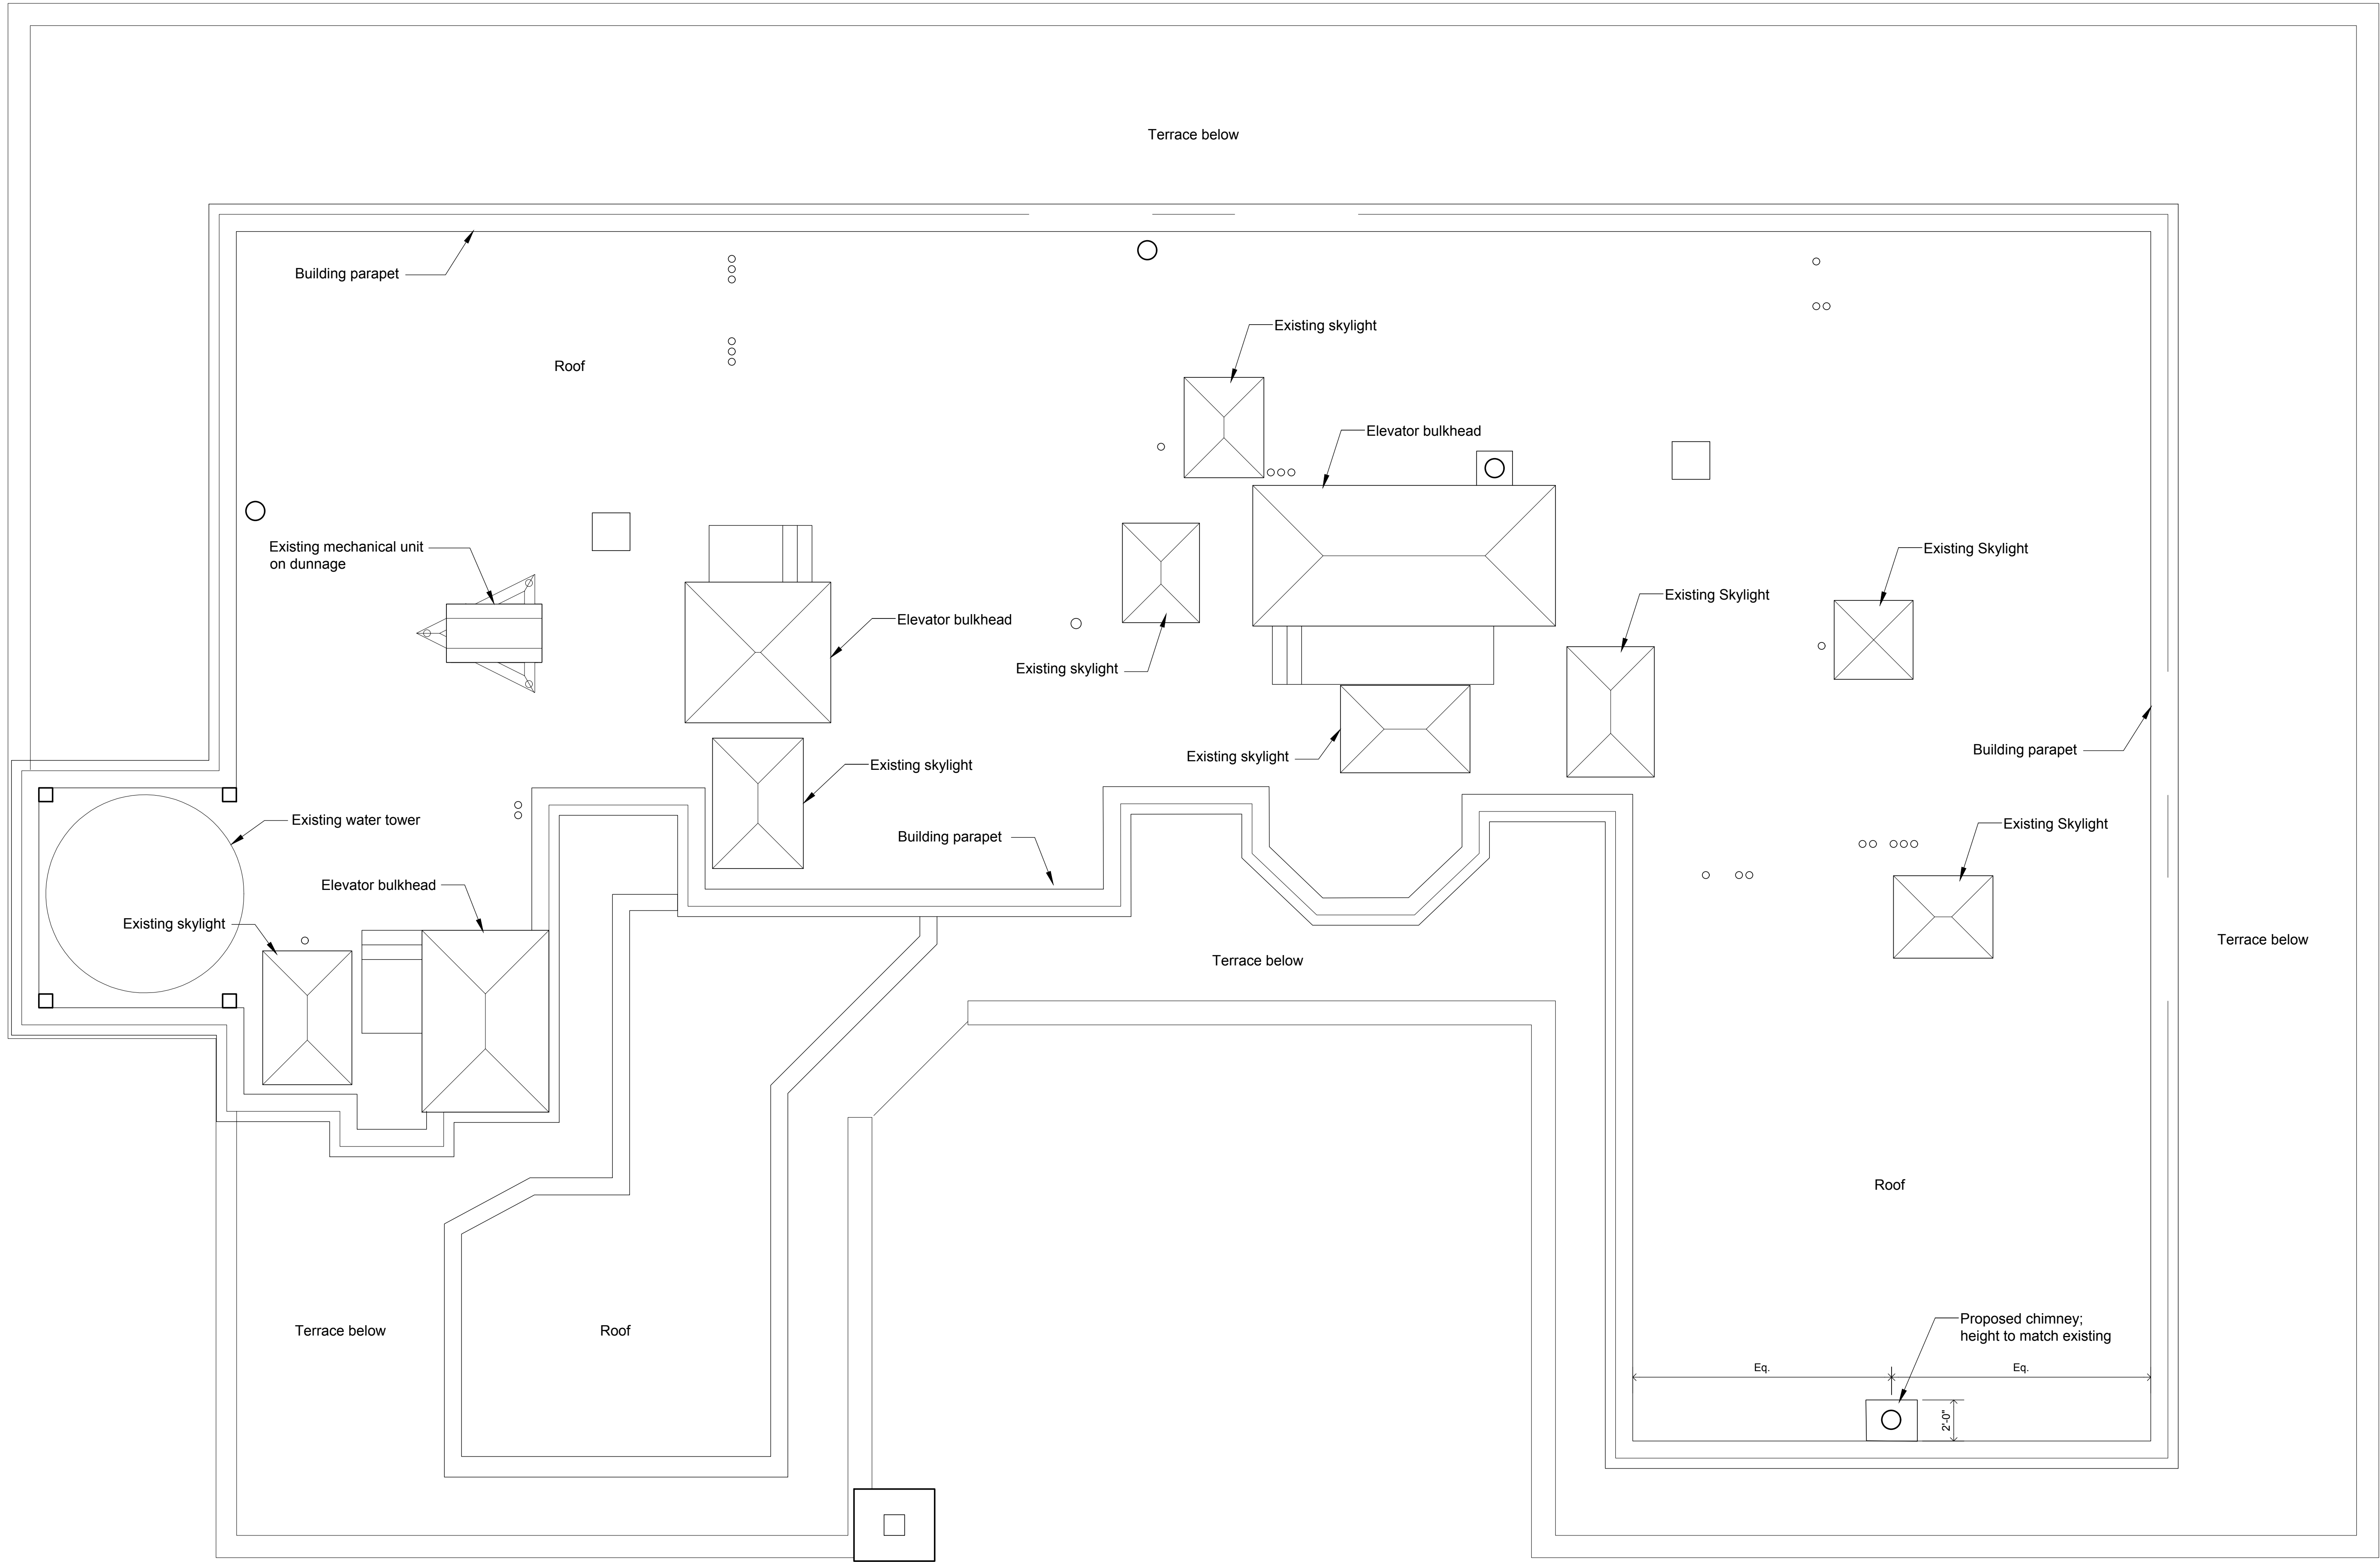 Terrace below
Building parapet
Existing skylight
Roof
Elevator bulkhead
Existing mechanical unit
on dunnage
Existing Skylight
Existing Skylight
Elevator bulkhead
Existing skylight
Building parapet
Existing skylight
Existing skylight
Existing water tower
Existing Skylight
Building parapet
Elevator bulkhead
Existing skylight
Terrace below
Terrace below
Roof
Proposed chimney;
height to match existing
Terrace below
Roof
Eq.
Eq.
2'-0"